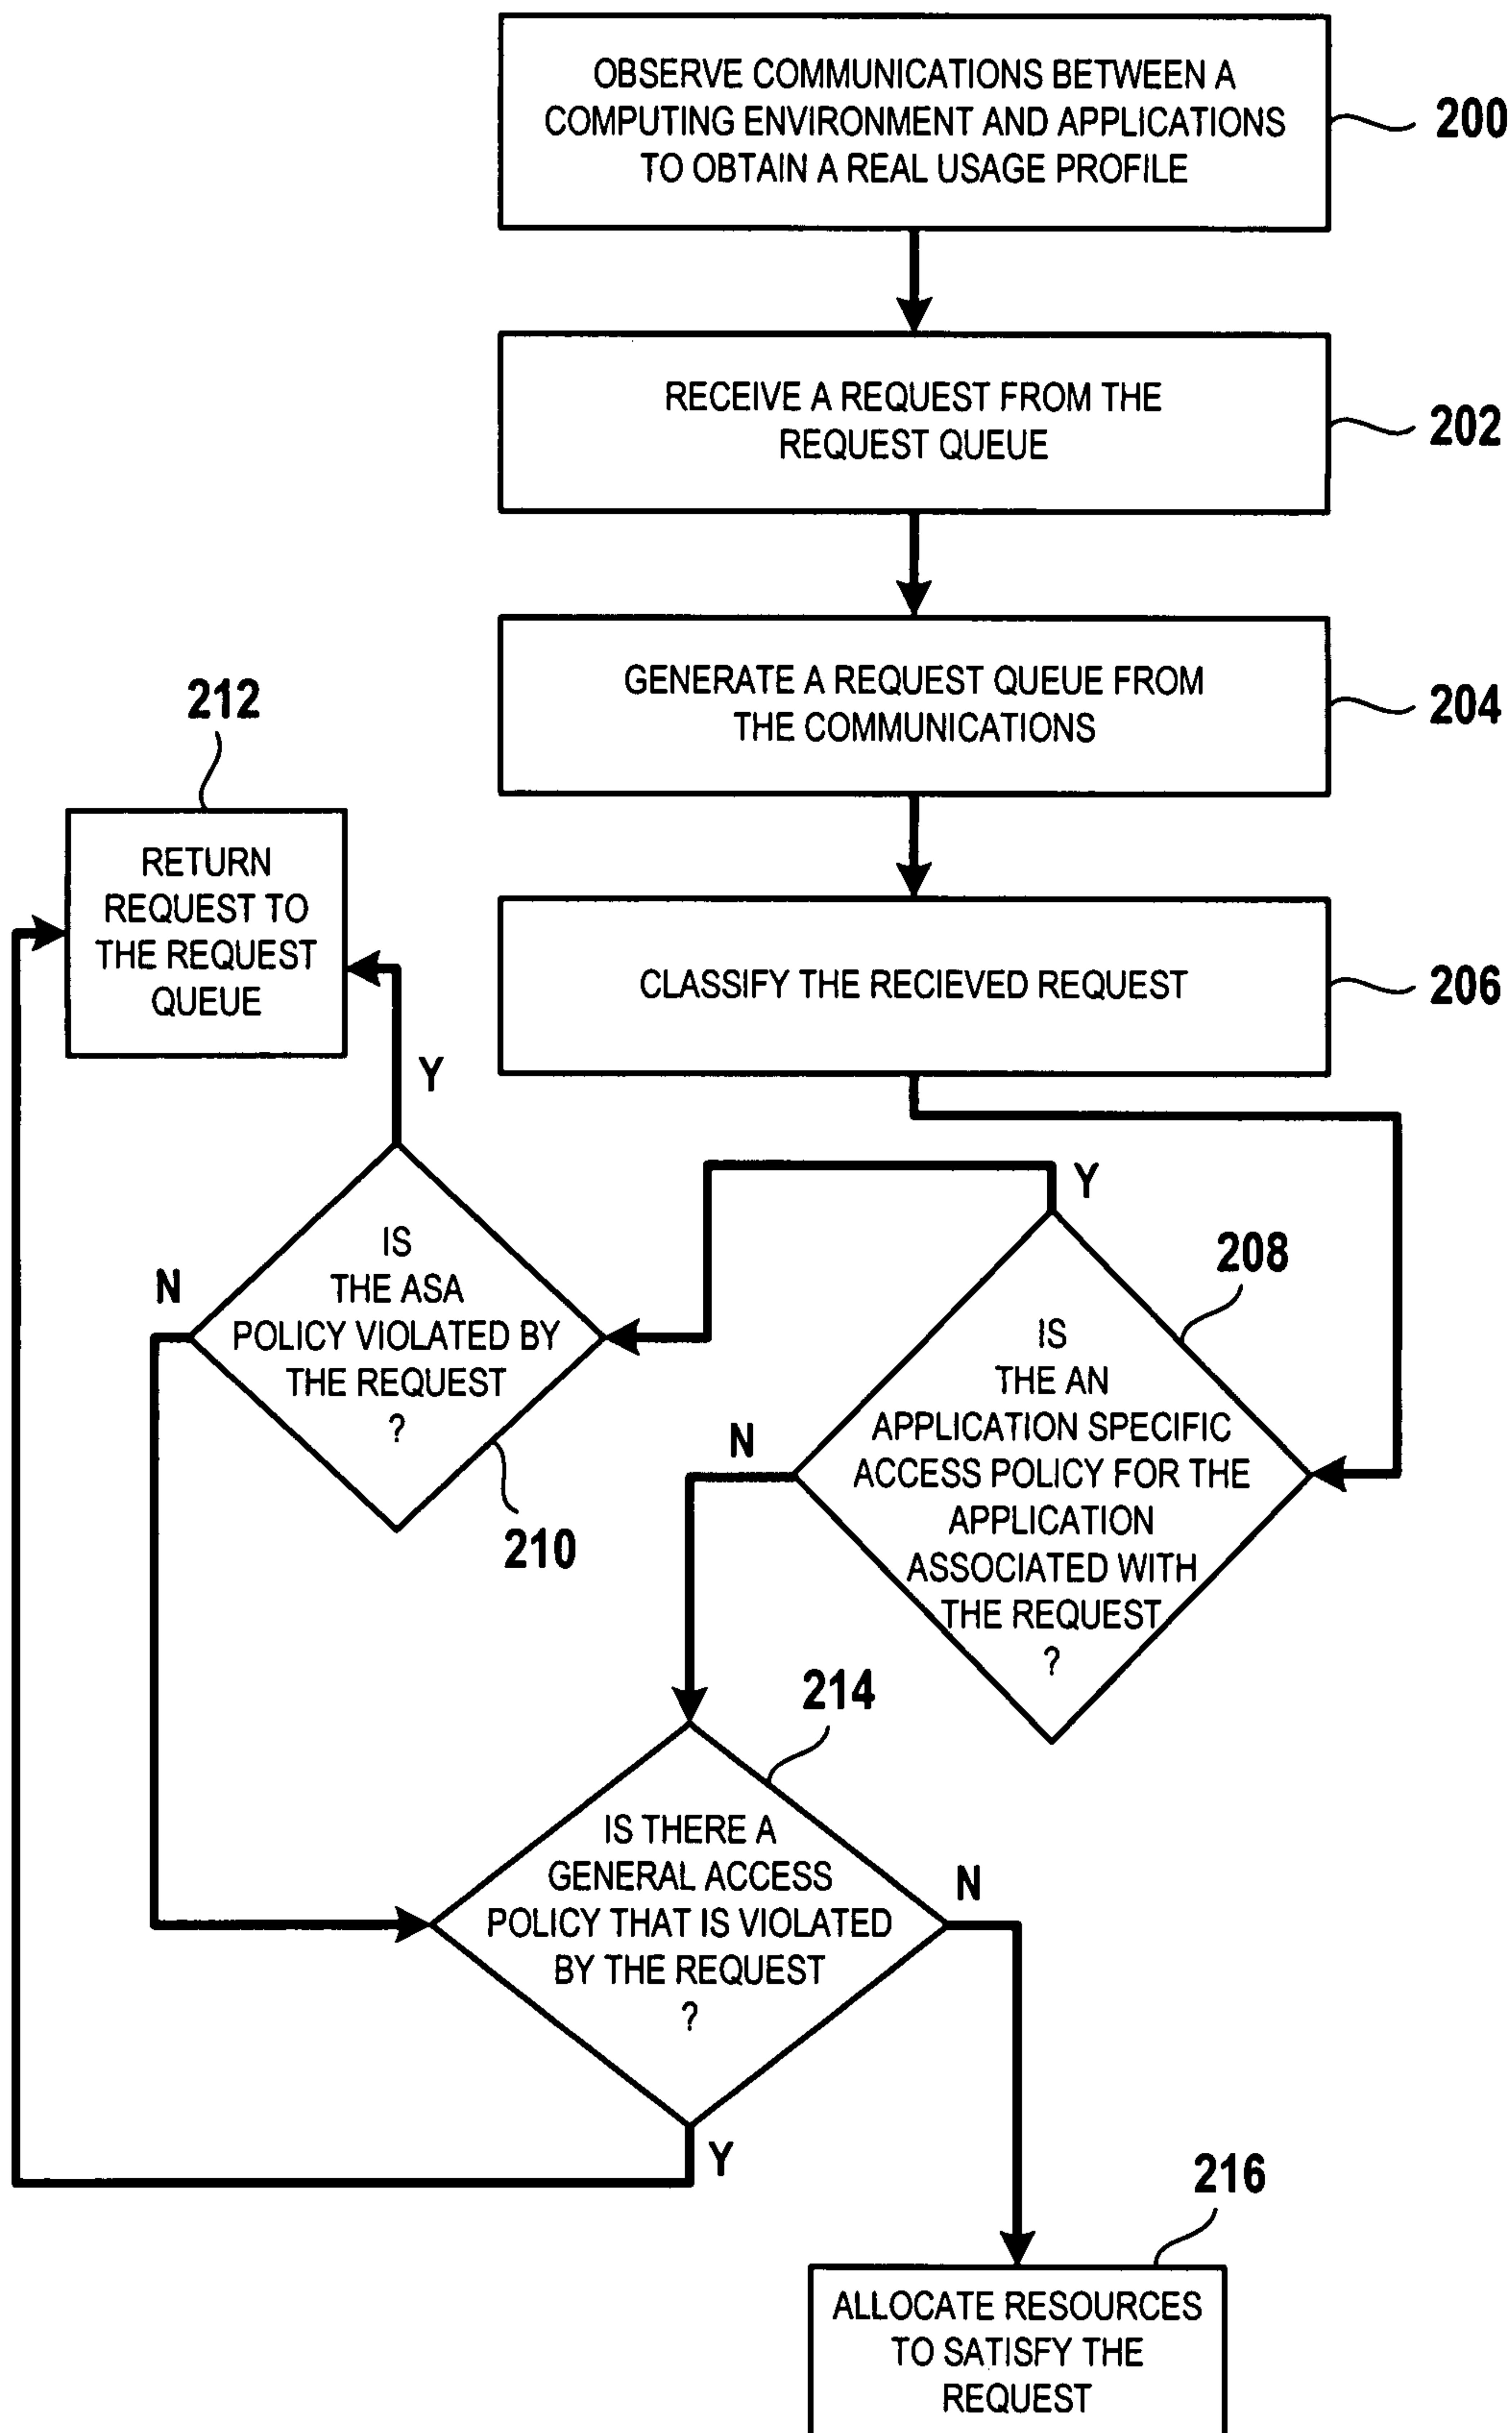 OBSERVE COMMUNICATIONS BETWEEN A
COMPUTING ENVIRONMENT AND APPLICATIONS
TO OBTAIN A REAL USAGE PROFILE
200
RECEIVE A REQUEST FROM THE
REQUEST QUEUE
202
GENERATE A REQUEST QUEUE FROM
THE COMMUNICATIONS
204
212
RETURN
REQUEST TO
THE REQUEST
QUEUE
CLASSIFY THE RECIEVED REQUEST
206
Y
IS
THE ASA
POLICY VIOLATED BY
THE REQUEST
?
N
210
Y
208
IS
THE AN
APPLICATION SPECIFIC
ACCESS POLICY FOR THE
APPLICATION
ASSOCIATED WITH
THE REQUEST
?
N
214
IS THERE A
GENERAL ACCESS
POLICY THAT IS VIOLATED
BY THE REQUEST
?
N
Y
216
ALLOCATE RESOURCES
TO SATISFY THE
REQUEST